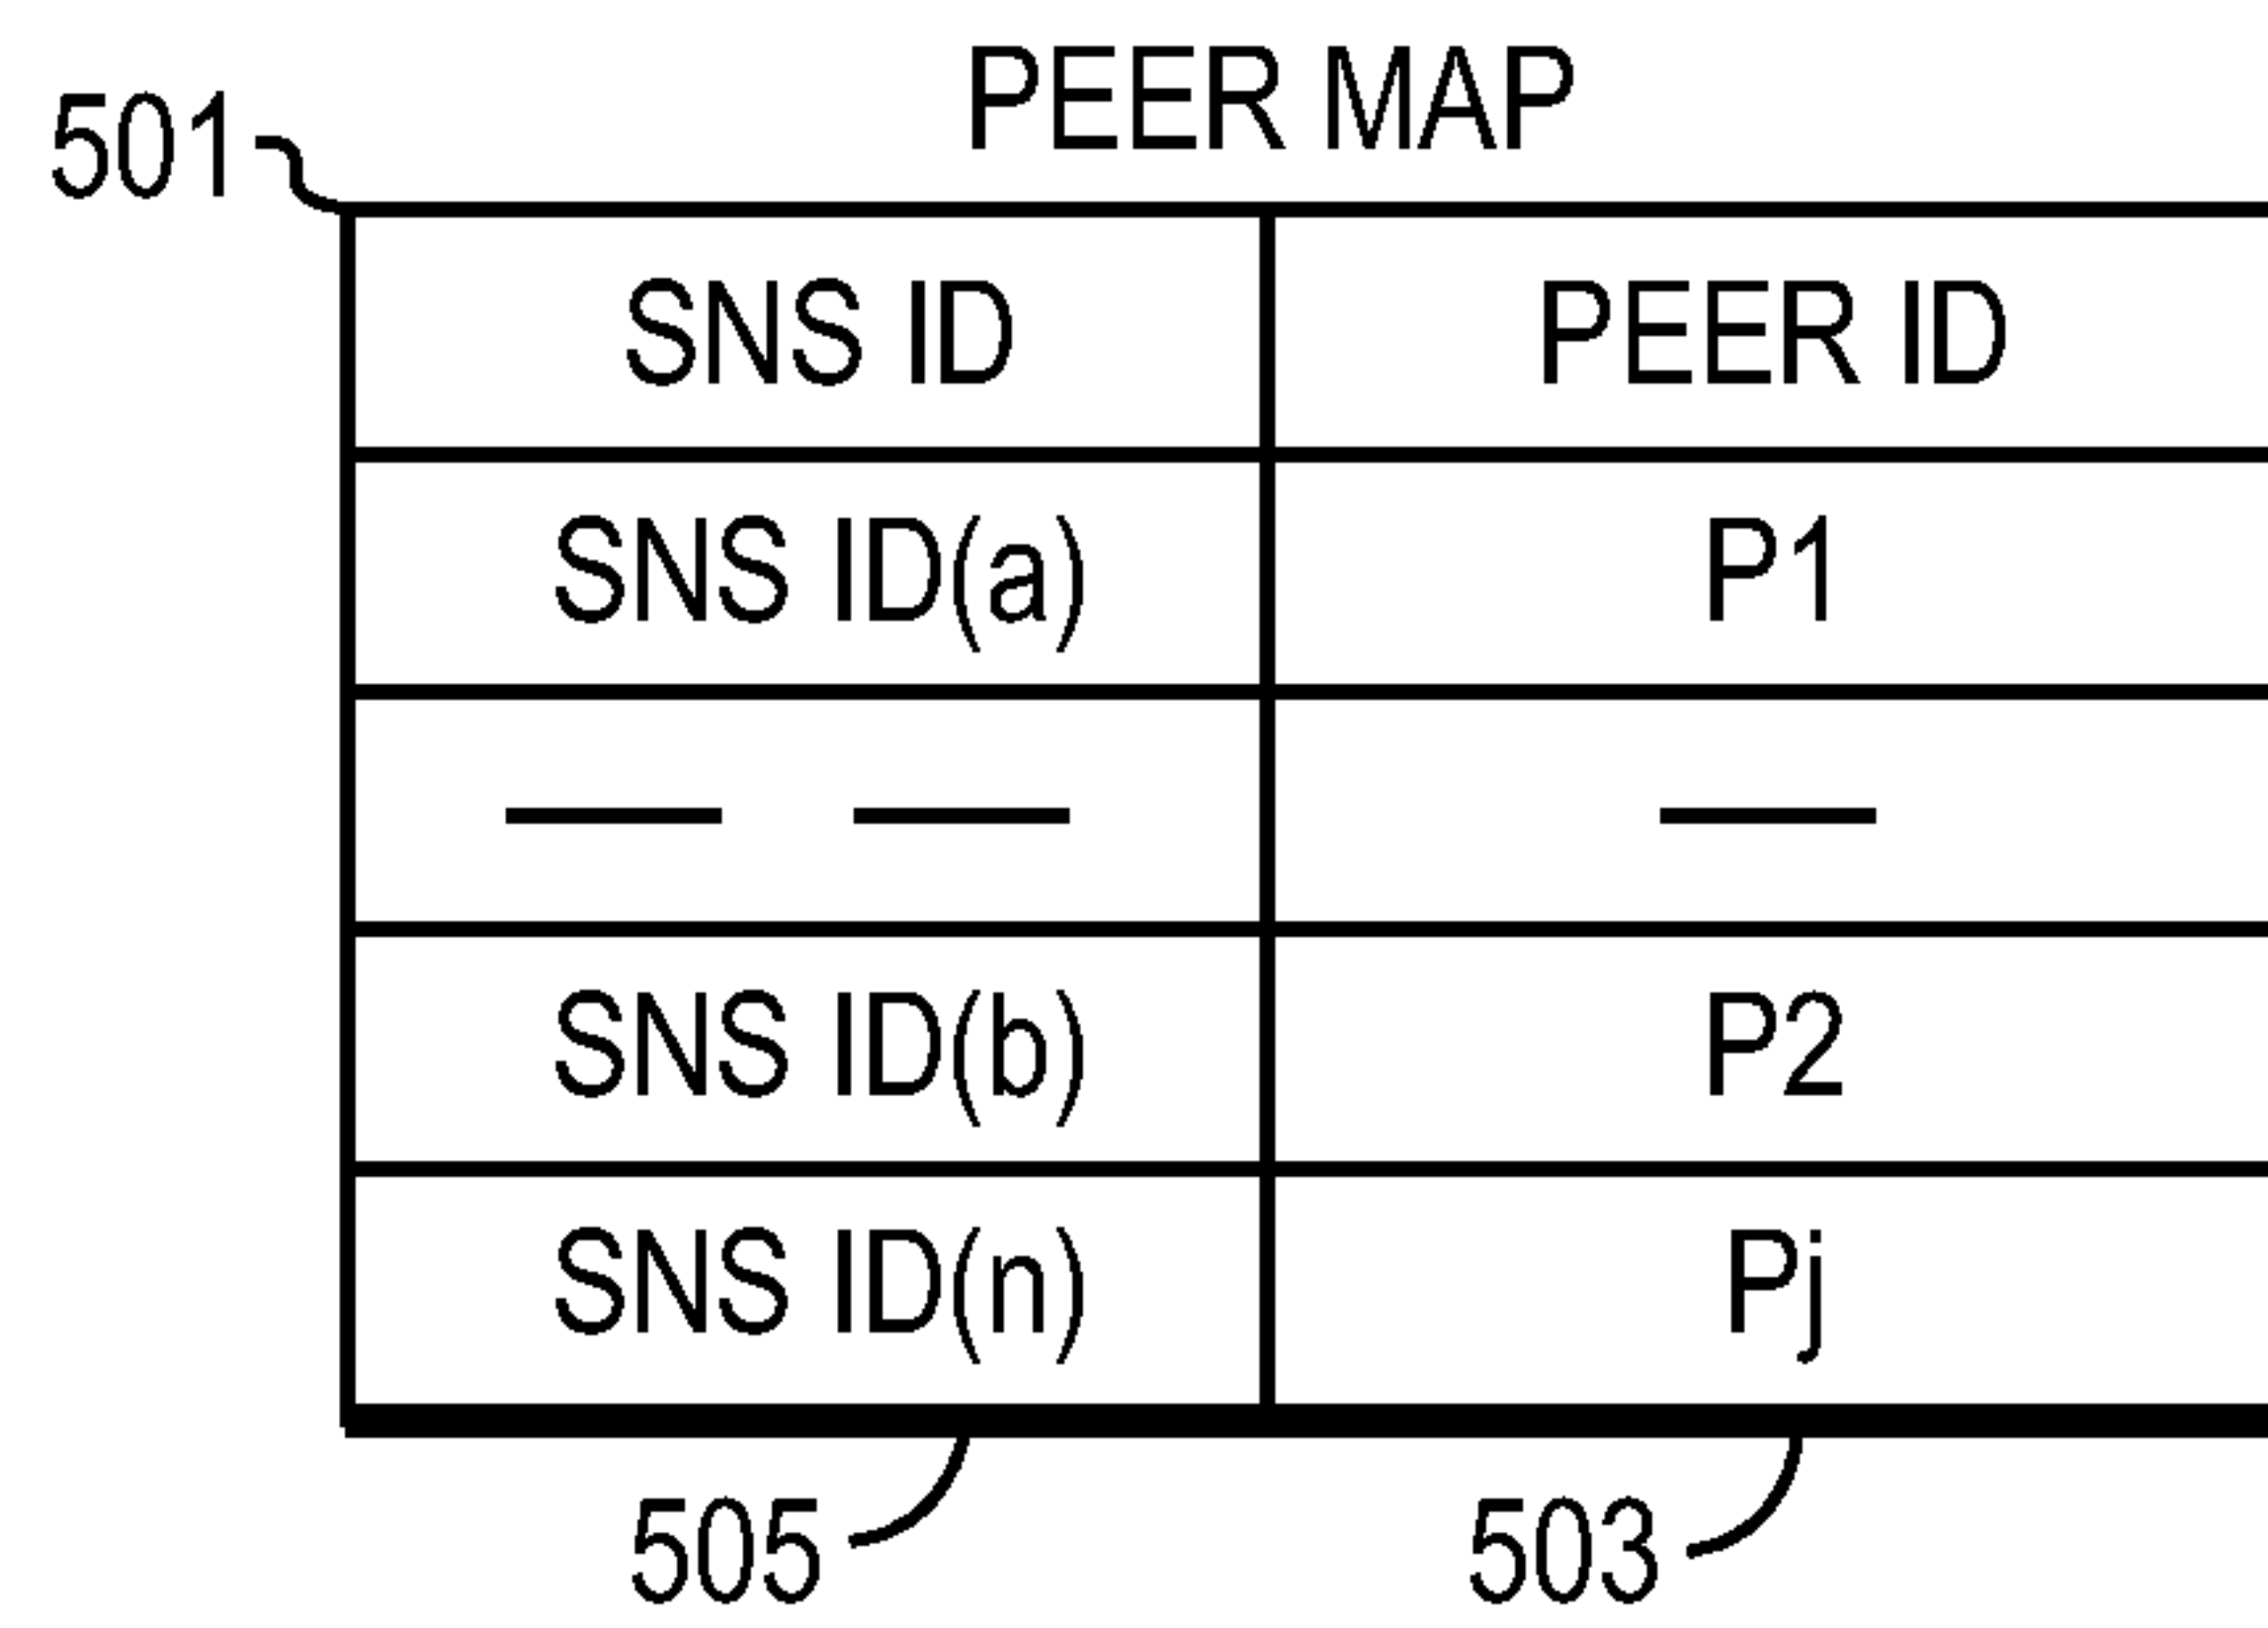 PEER MAP
501
SNS ID PEER ID
SNS ID(a) P1
— — —
SNS ID(b) P2
SNS ID(n) Pj
505 503